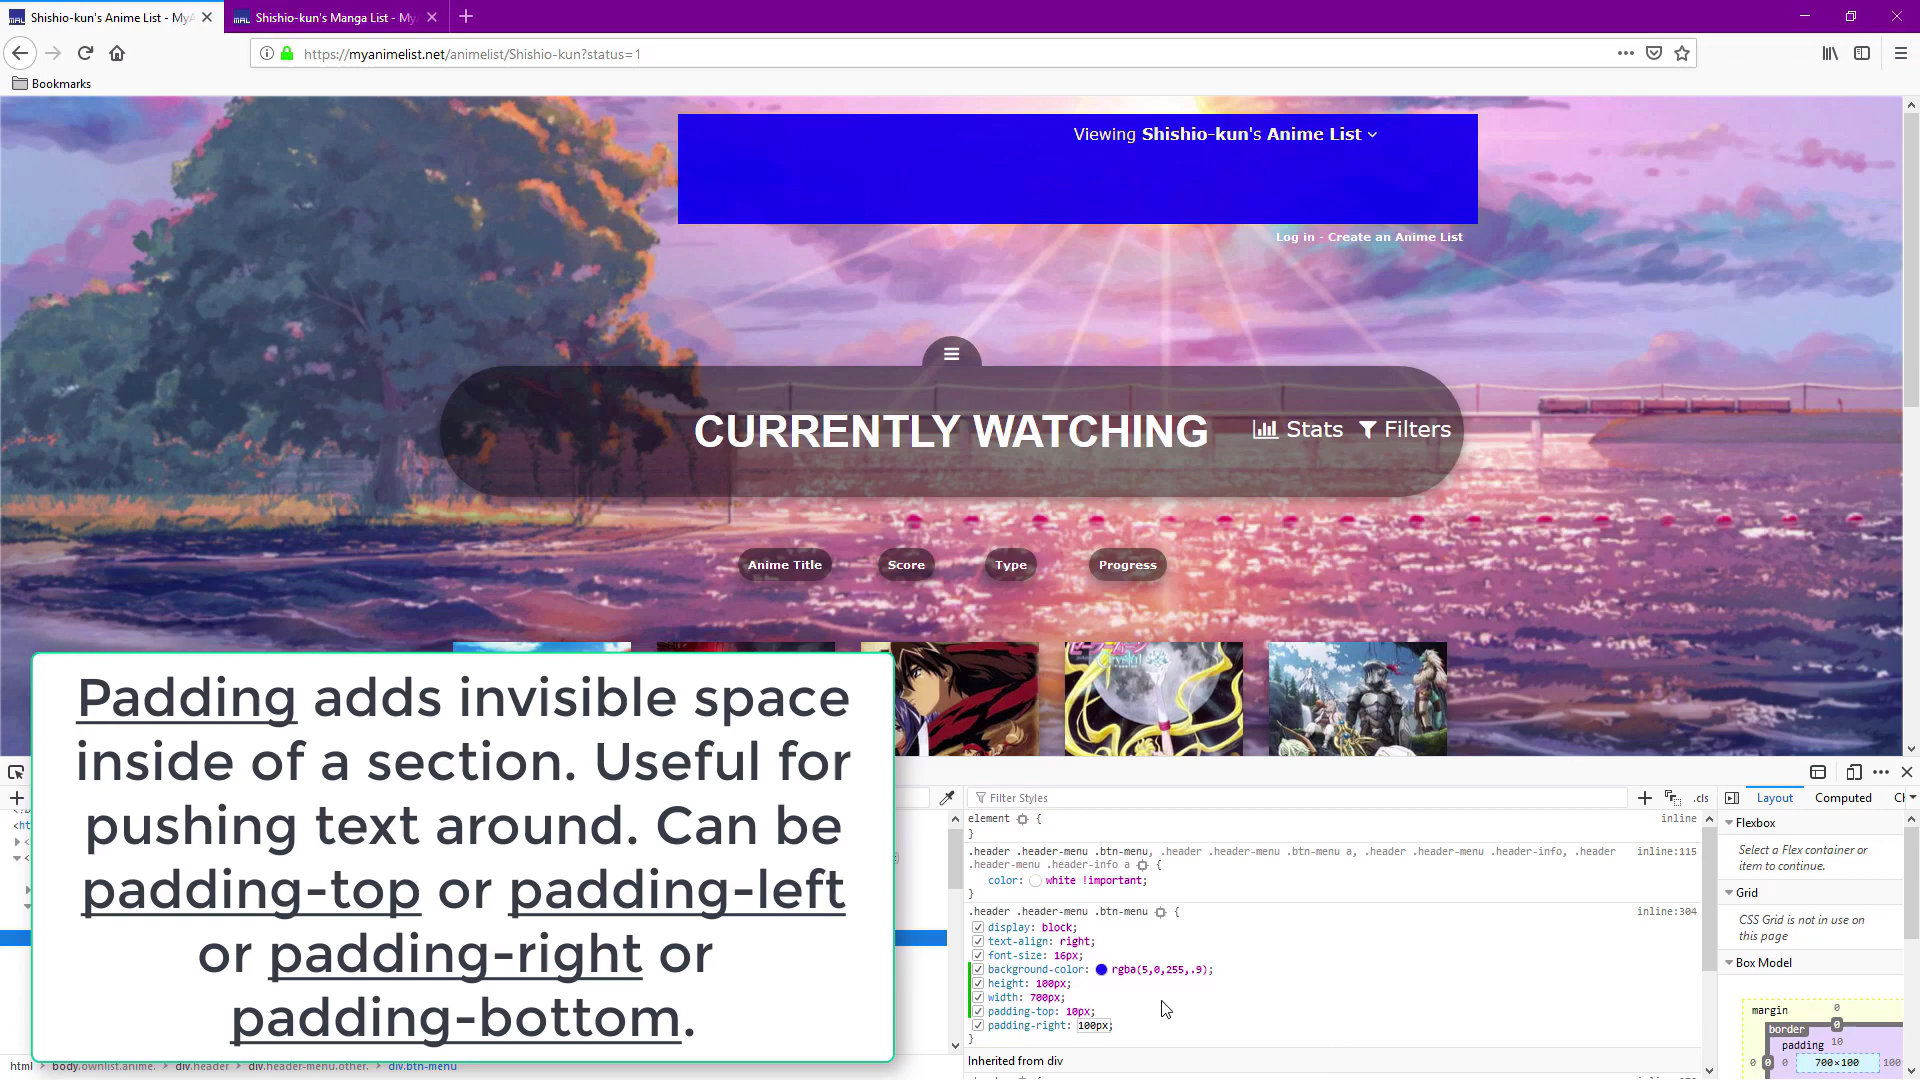 Shishio-kun's Anime List - MyA
Shishio-kun's Manga List - My
https://myanimelist.net/animelist/Shishio-kun?status=1
Bookmarks
Viewing Shishio-kun's Anime List
Log in - Create an Anime List
CURRENTLY WATCHING
Stats
Filters
Anime Title
Score
Type
Progress
Padding adds invisible space
inside of a section. Useful for
pushing text around. Can be
padding-top or padding-left
or padding-right or
padding-bottom.
html
body.ownlist.anime.
div.header
div.header-menu.other.
div.btn-menu
Filter Styles
.cls
element {
inline
}
.header .header-menu .btn-menu, .header .header-menu .btn-menu a, .header .header-menu .header-info, .header
inline:115
.header-menu .header-info a {
color: white !important;
}
.header .header-menu .btn-menu {
inline:304
display: block;
text-align: right;
font-size: 16px;
background-color: rgba(5,0,255,.9);
height: 100px;
width: 700px;
padding-top: 10px;
padding-right: 100px;
}
Inherited from div
Layout
Computed
Flexbox
Select a Flex container or
item to continue.
Grid
CSS Grid is not in use on
this page
Box Model
margin
0
border
0
padding
10
0
0
0
700×100
100